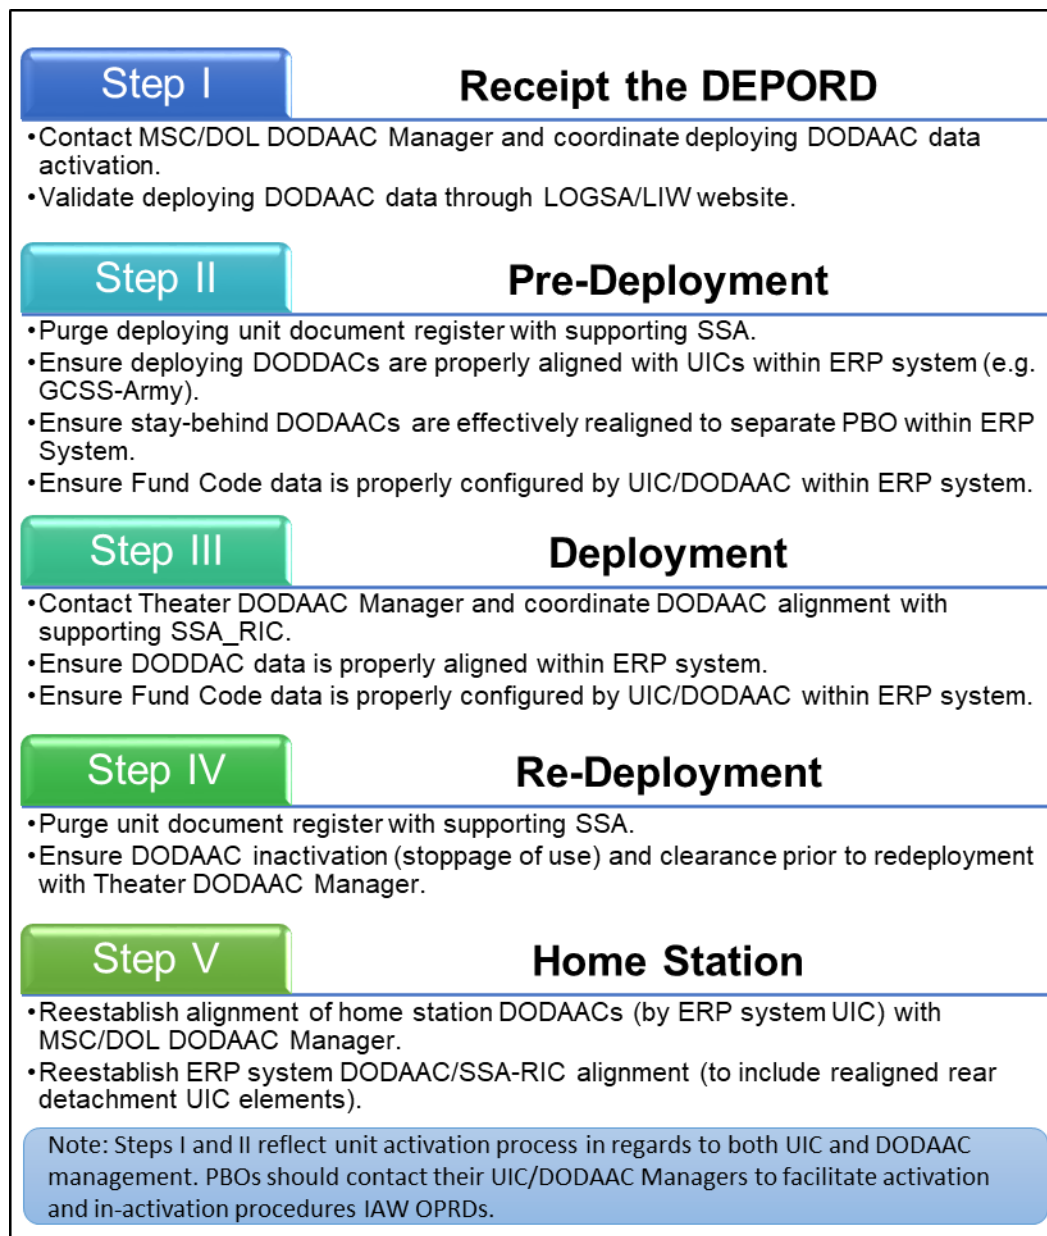 Step I
Receipt the DEPORD
•Contact MSC/DOL DODAAC Manager and coordinate deploying DODAAC data
activation.
•Validate deploying DODAAC data through LOGSA/LIW website.
Step II
Pre-Deployment
•Purge deploying unit document register with supporting SSA.
•Ensure deploying DODDACs are properly aligned with UICs within ERP system (e.g.
GCSS-Army).
•Ensure stay-behind DODAACs are effectively realigned to separate PBO within ERP
System.
•Ensure Fund Code data is properly configured by UIC/DODAAC within ERP system.
Step III
Deployment
•Contact Theater DODAAC Manager and coordinate DODAAC alignment with
supporting SSA_RIC.
•Ensure DODDAC data is properly aligned within ERP system.
•Ensure Fund Code data is properly configured by UIC/DODAAC within ERP system.
Step IV
Re-Deployment
•Purge unit document register with supporting SSA.
•Ensure DODAAC inactivation (stoppage of use) and clearance prior to redeployment
with Theater DODAAC Manager.
Step V
Home Station
•Reestablish alignment of home station DODAACs (by ERP system UIC) with
MSC/DOL DODAAC Manager.
•Reestablish ERP system DODAAC/SSA-RIC alignment (to include realigned rear
detachment UIC elements).
Note: Steps I and II reflect unit activation process in regards to both UIC and DODAAC
management. PBOs should contact their UIC/DODAAC Managers to facilitate activation
and in-activation procedures IAW OPRDs.